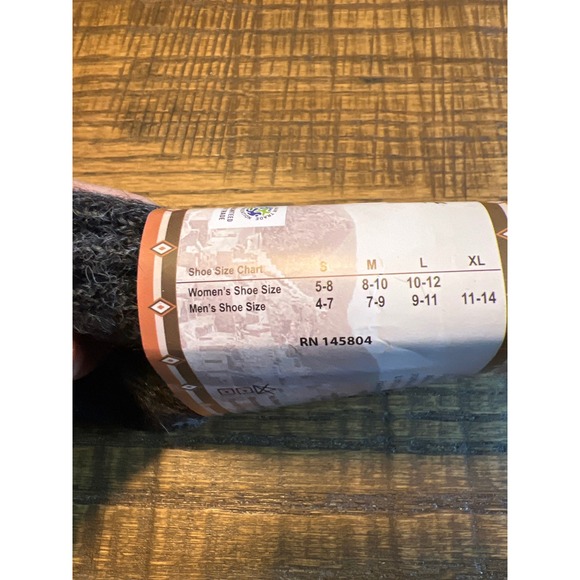 Shoe Size Chart S M L XL
Women's Shoe Size 5-8 8-10 10-12
Men's Shoe Size 4-7 7-9 9-11 11-14
RN 145804